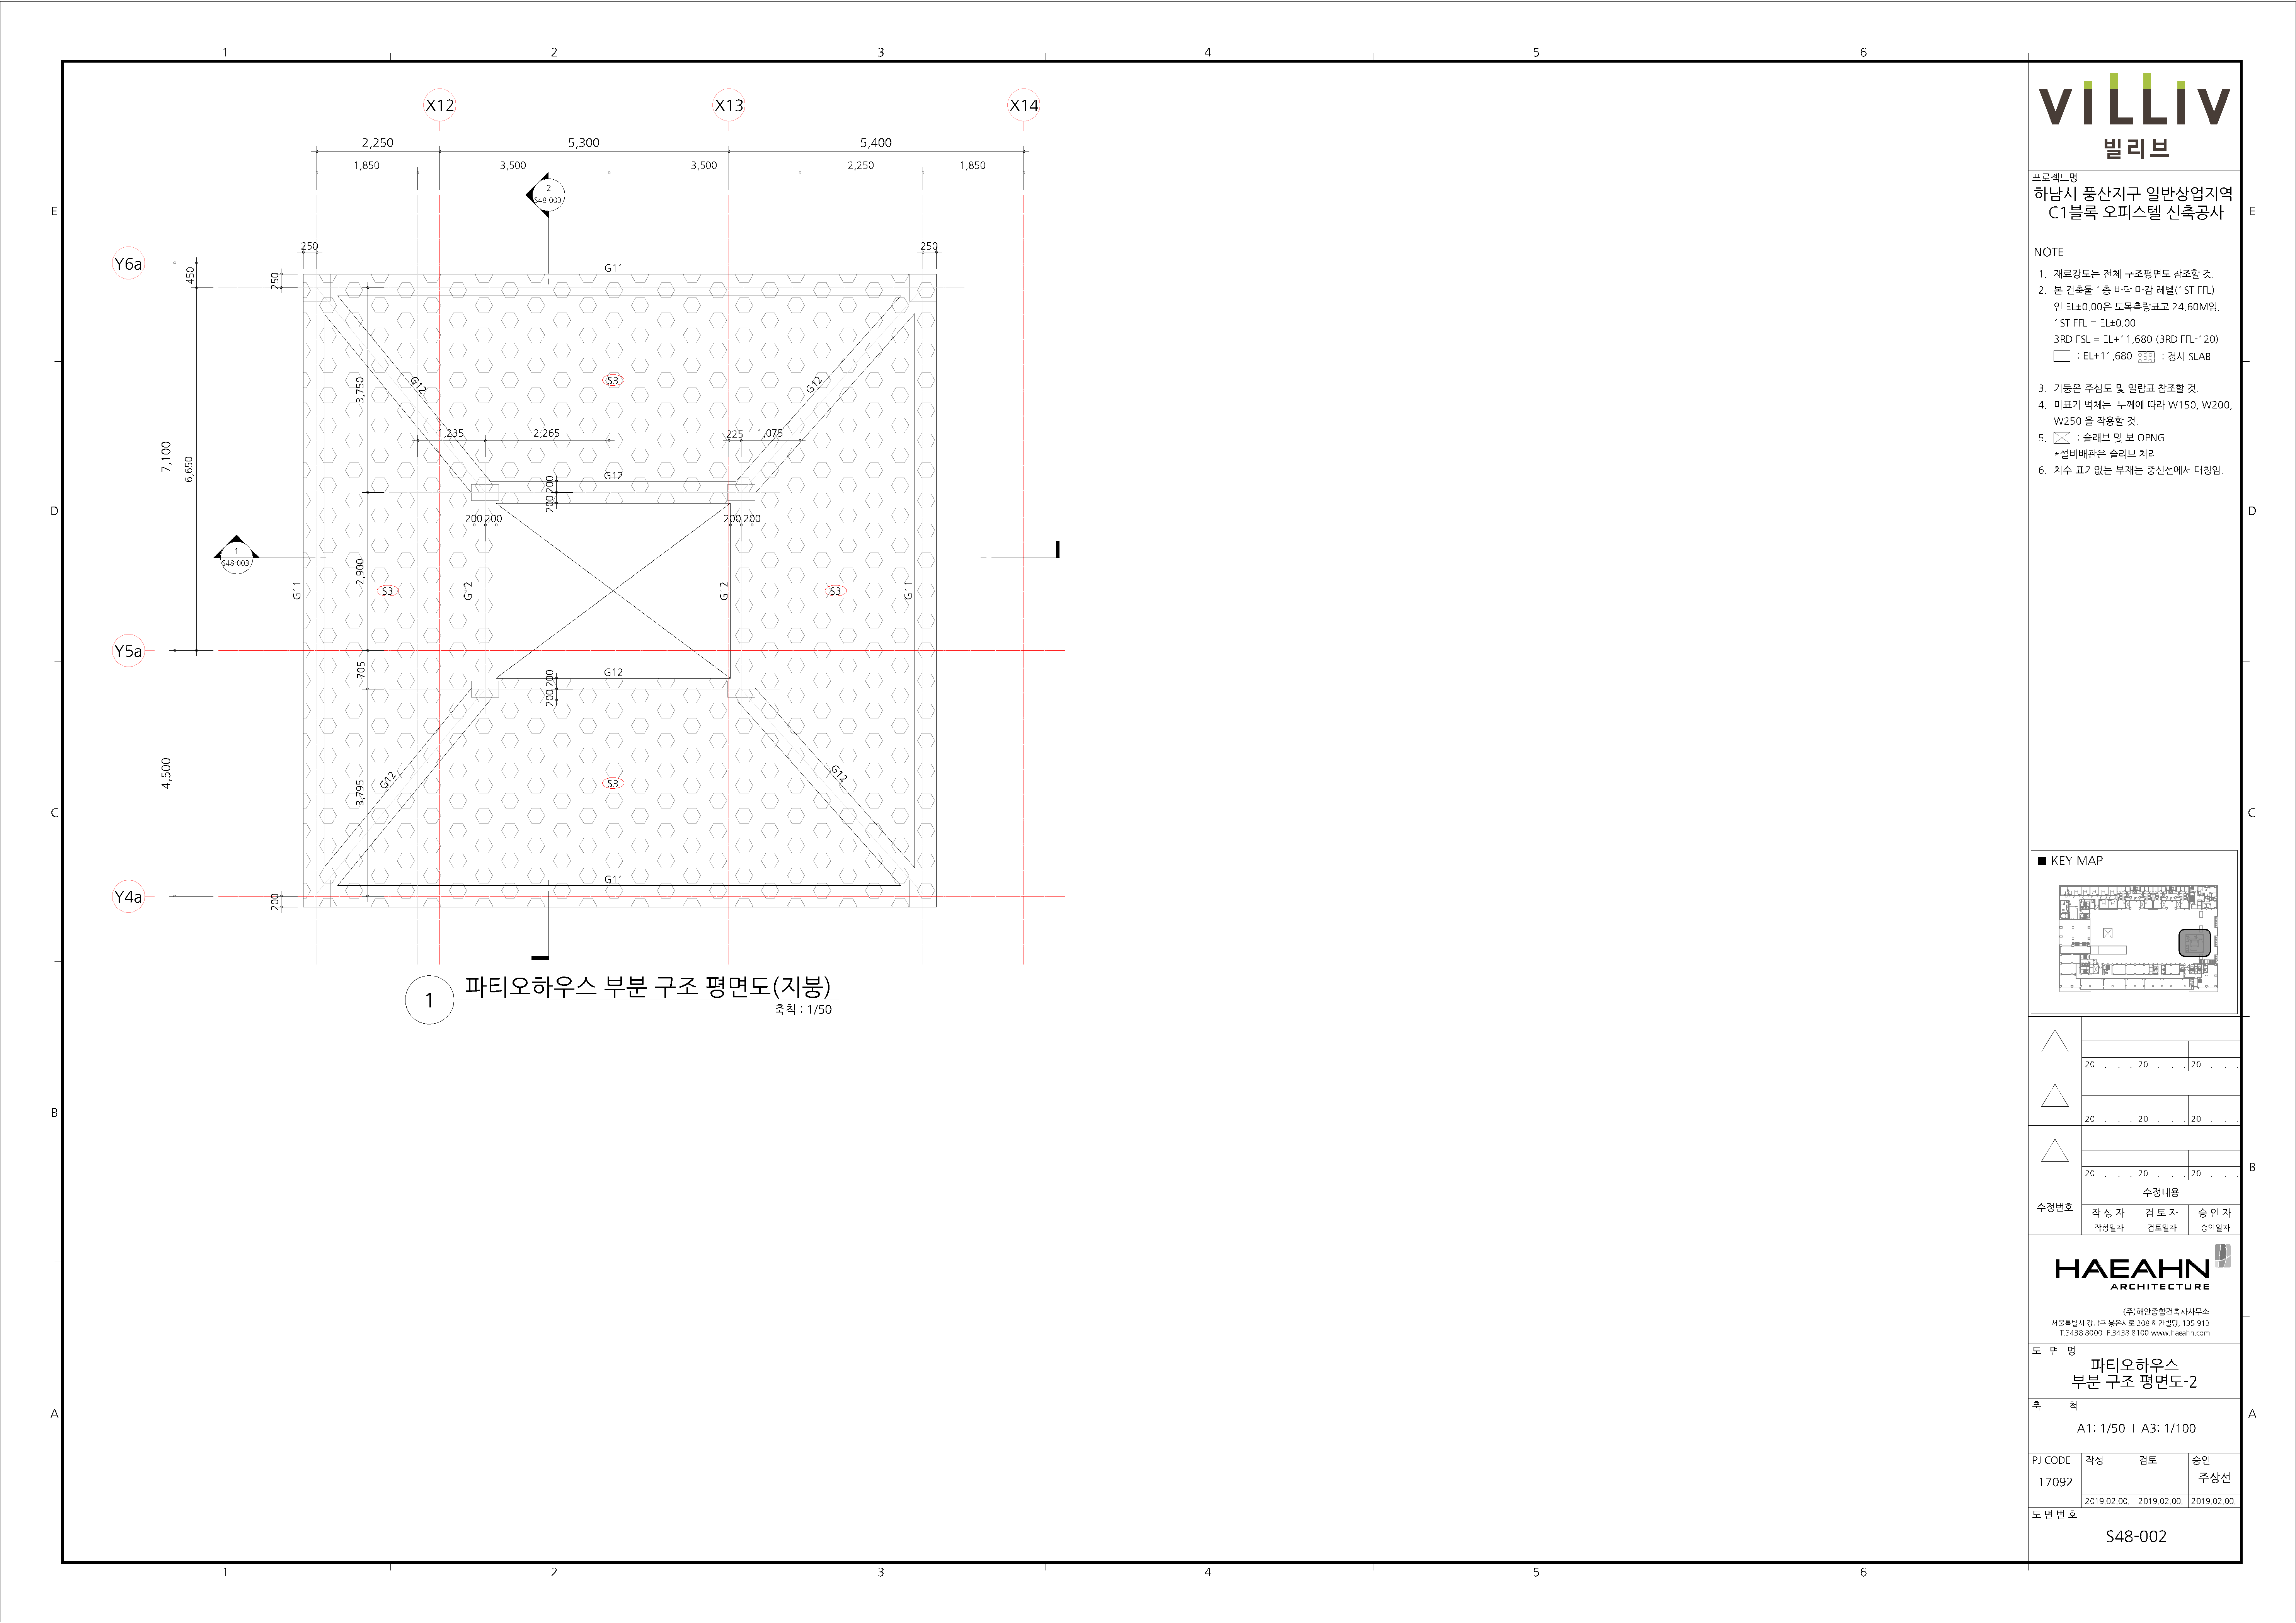 1 2 3 4 5 6
X12 X13 X14
2,250 5,300 5,400
1,850 3,500 3,500 2,250 1,850
2
S48-003
E
E
Y6a
450
250
250
250
G11
G12
G12
S3
3,750
1,235 2,265 225 1,075
7,100
6,650
G12
200 200
200 200
200 200
D
D
1
S48-003
2,900
G11
S3
G12
G12
S3
G11
Y5a
705
G12
200 200
4,500
3,795
G12
G12
S3
C
C
G11
Y4a
200
1
파티오하우스 부분 구조 평면도(지붕)
축척 : 1/50
B
B
A
A
1 2 3 4 5 6
VILLIV
빌리브
프로젝트명
하남시 풍산지구 일반상업지역
C1블록 오피스텔 신축공사
NOTE
1. 재료강도는 전체 구조평면도 참조할 것.
2. 본 건축물 1층 바닥 마감 레벨(1ST FFL)
인 EL±0.00은 토목측량표고 24.60M임.
1ST FFL = EL±0.00
3RD FSL = EL+11,680 (3RD FFL-120)
: EL+11,680 : 경사 SLAB
3. 기둥은 주심도 및 일람표 참조할 것.
4. 미표기 벽체는 두께에 따라 W150, W200,
W250 을 적용할 것.
5. : 슬래브 및 보 OPNG
*설비배관은 슬리브 처리
6. 치수 표기없는 부재는 중신선에서 대칭임.
■ KEY MAP
20 . . . 20 . . . 20 . . .
20 . . . 20 . . . 20 . . .
20 . . . 20 . . . 20 . . .
수정번호
수정내용
작 성 자 검 토 자 승 인 자
작성일자 검토일자 승인일자
HAEAHN
ARCHITECTURE
(주)해안종합건축사사무소
서울특별시 강남구 봉은사로 208 해안빌딩, 135-913
T.3438 8000 F.3438 8100 www.haeahn.com
도 면 명
파티오하우스
부분 구조 평면도-2
축 척
A1: 1/50 I A3: 1/100
PJ CODE 작성 검토 승인
17092 주상선
2019.02.00. 2019.02.00. 2019.02.00.
도 면 번 호
S48-002